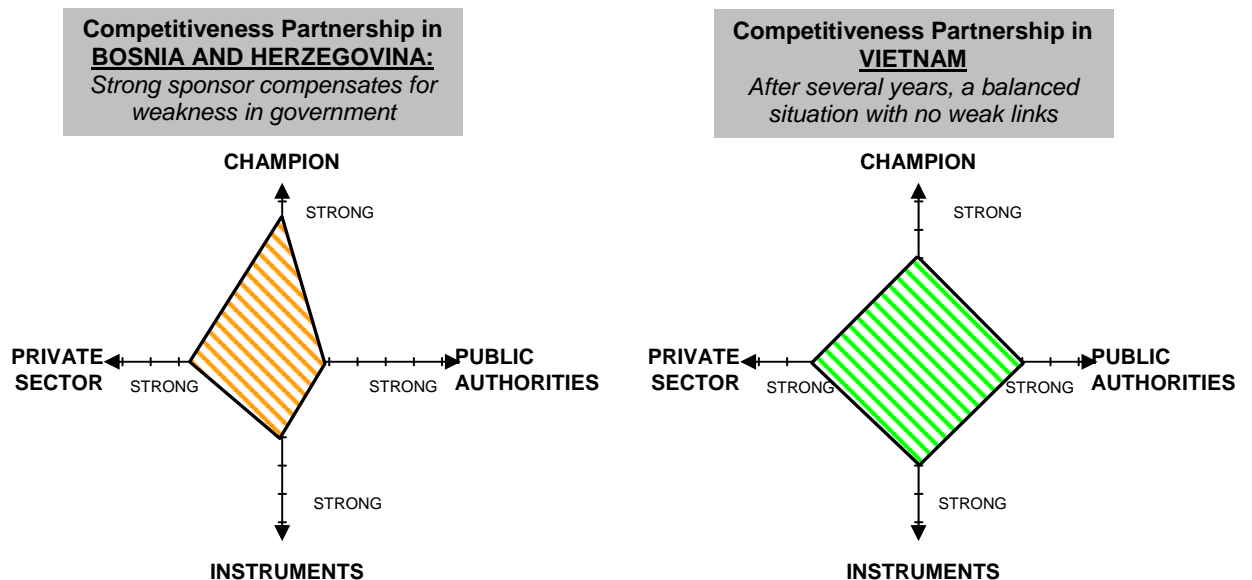 Competitiveness Partnership in
BOSNIA AND HERZEGOVINA:
Strong sponsor compensates for
weakness in government
CHAMPION
STRONG
PRIVATE
SECTOR
STRONG
STRONG
PUBLIC
AUTHORITIES
STRONG
INSTRUMENTS
Competitiveness Partnership in
VIETNAM
After several years, a balanced
situation with no weak links
CHAMPION
STRONG
PRIVATE
SECTOR
STRONG
STRONG
PUBLIC
AUTHORITIES
STRONG
INSTRUMENTS